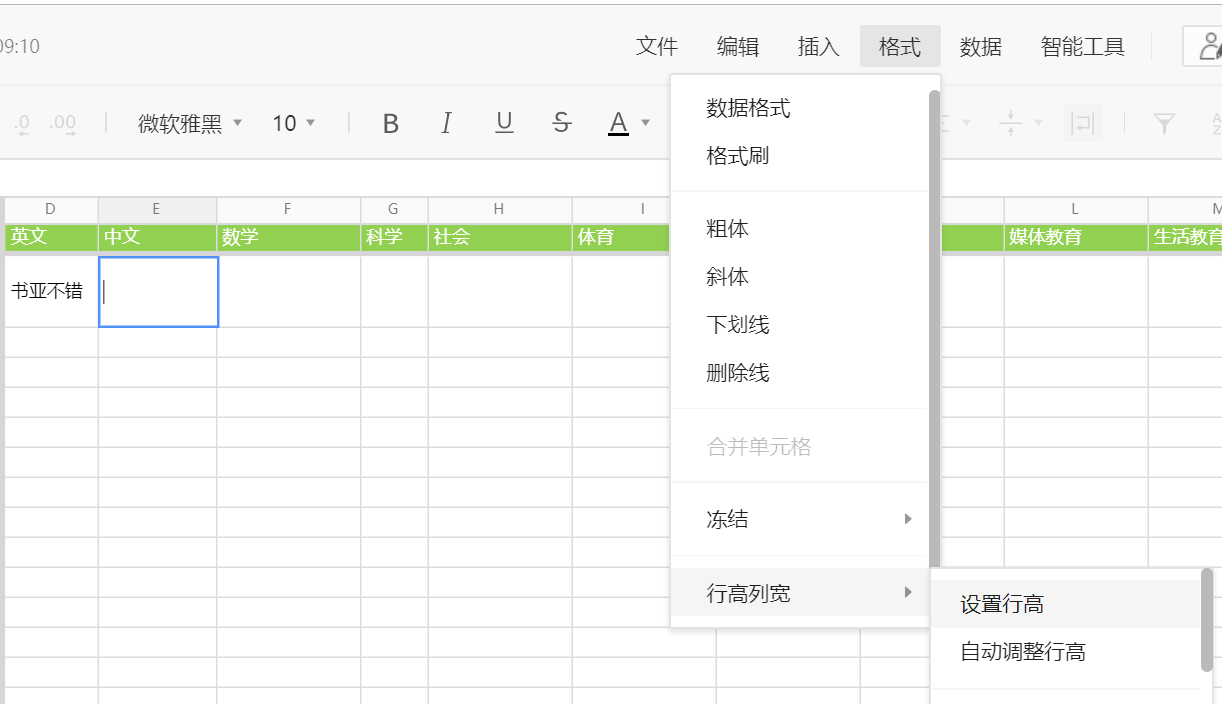 09:10
文件 编辑 插入 格式 数据 智能工具
.0 .00 微软雅黑 10 B I U S A
数据格式
格式刷
粗体
斜体
下划线
删除线
合并单元格
冻结
行高列宽
设置行高
自动调整行高
D E F G H I L M
英文 中文 数学 科学 社会 体育 媒体教育 生活教育
书亚不错